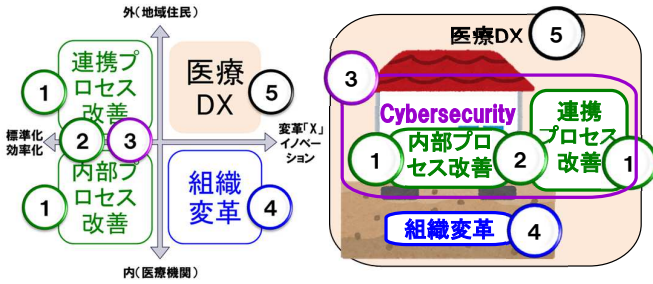 外(地域住民)
連携プ
ロセス
改善
1
医療
DX
5
標準化
効率化
2
3
変革「X」
イノベー
ション
内部プ
ロセス
改善
1
組織
変革
4
内(医療機関)
医療DX
5
3
Cybersecurity
連携
プロセス
改善
1
内部プロ
セス改善
1
2
組織変革
4